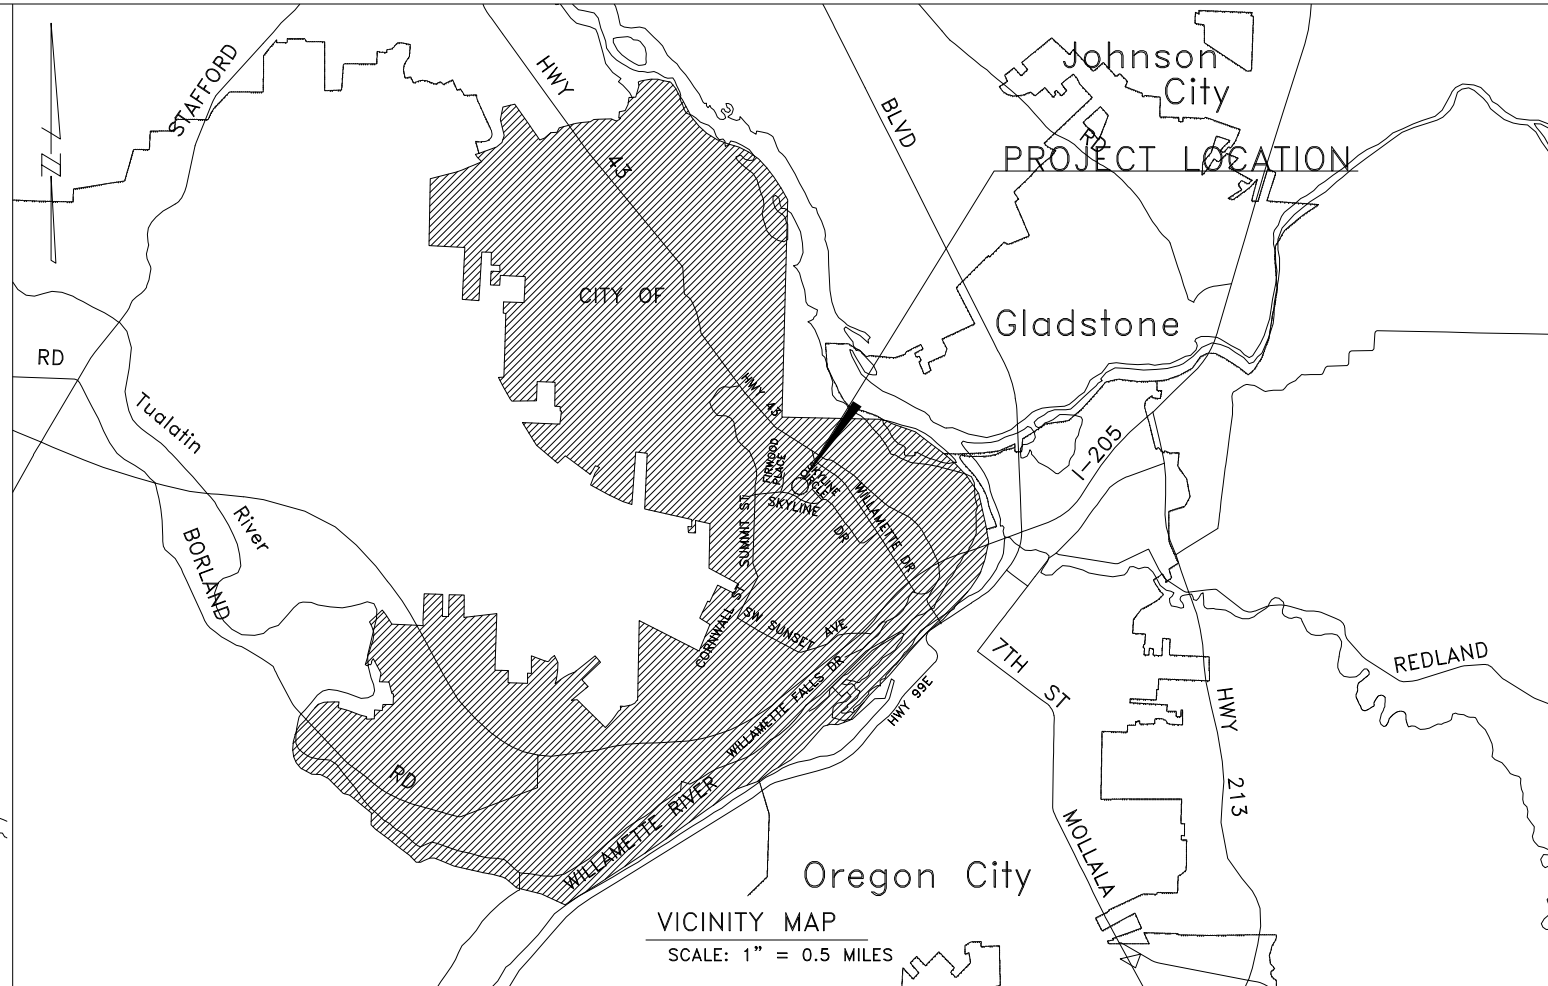 Johnson
City
STAFFORD
HWY
BLVD
RD
43
PROJECT LOCATION
CITY OF
Gladstone
RD
Tualatin
River
HWY 43
I-205
FIRWOOD
PLACE
SKYLINE
CIRCLE
SKYLINE
DR
WILLAMETTE DR
SUMMIT ST
BORLAND
CORNWALL ST
SW SUNSET AVE
7TH ST
REDLAND
WILLAMETTE FALLS DR
HWY 99E
HWY
213
RD
WILLAMETTE RIVER
MOLLALA
Oregon City
VICINITY MAP
SCALE: 1" = 0.5 MILES